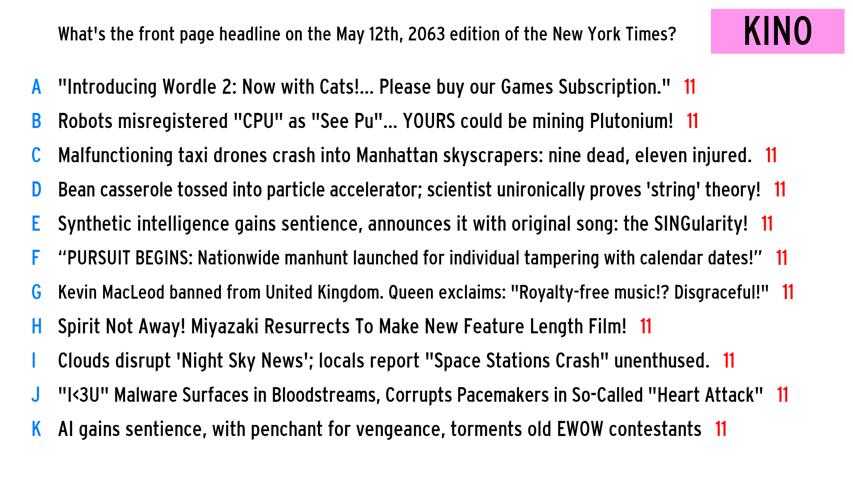 What's the front page headline on the May 12th, 2063 edition of the New York Times?
KINO
A "Introducing Wordle 2: Now with Cats!... Please buy our Games Subscription." 11
B Robots misregistered "CPU" as "See Pu"... YOURS could be mining Plutonium! 11
C Malfunctioning taxi drones crash into Manhattan skyscrapers: nine dead, eleven injured. 11
D Bean casserole tossed into particle accelerator; scientist unironically proves 'string' theory! 11
E Synthetic intelligence gains sentience, announces it with original song: the SINGularity! 11
F “PURSUIT BEGINS: Nationwide manhunt launched for individual tampering with calendar dates!” 11
G Kevin MacLeod banned from United Kingdom. Queen exclaims: "Royalty-free music!? Disgraceful!" 11
H Spirit Not Away! Miyazaki Resurrects To Make New Feature Length Film! 11
I Clouds disrupt 'Night Sky News'; locals report "Space Stations Crash" unenthused. 11
J "I<3U" Malware Surfaces in Bloodstreams, Corrupts Pacemakers in So-Called "Heart Attack" 11
K AI gains sentience, with penchant for vengeance, torments old EWOW contestants 11